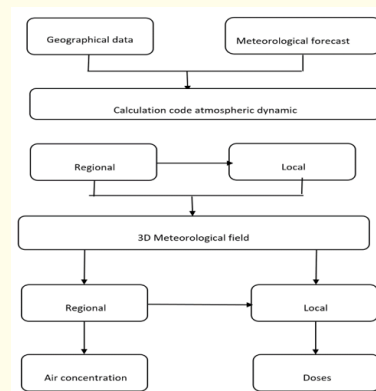 Geographical data
Meteorological forecast
Calculation code atmospheric dynamic
Regional
Local
3D Meteorological field
Regional
Local
Air concentration
Doses